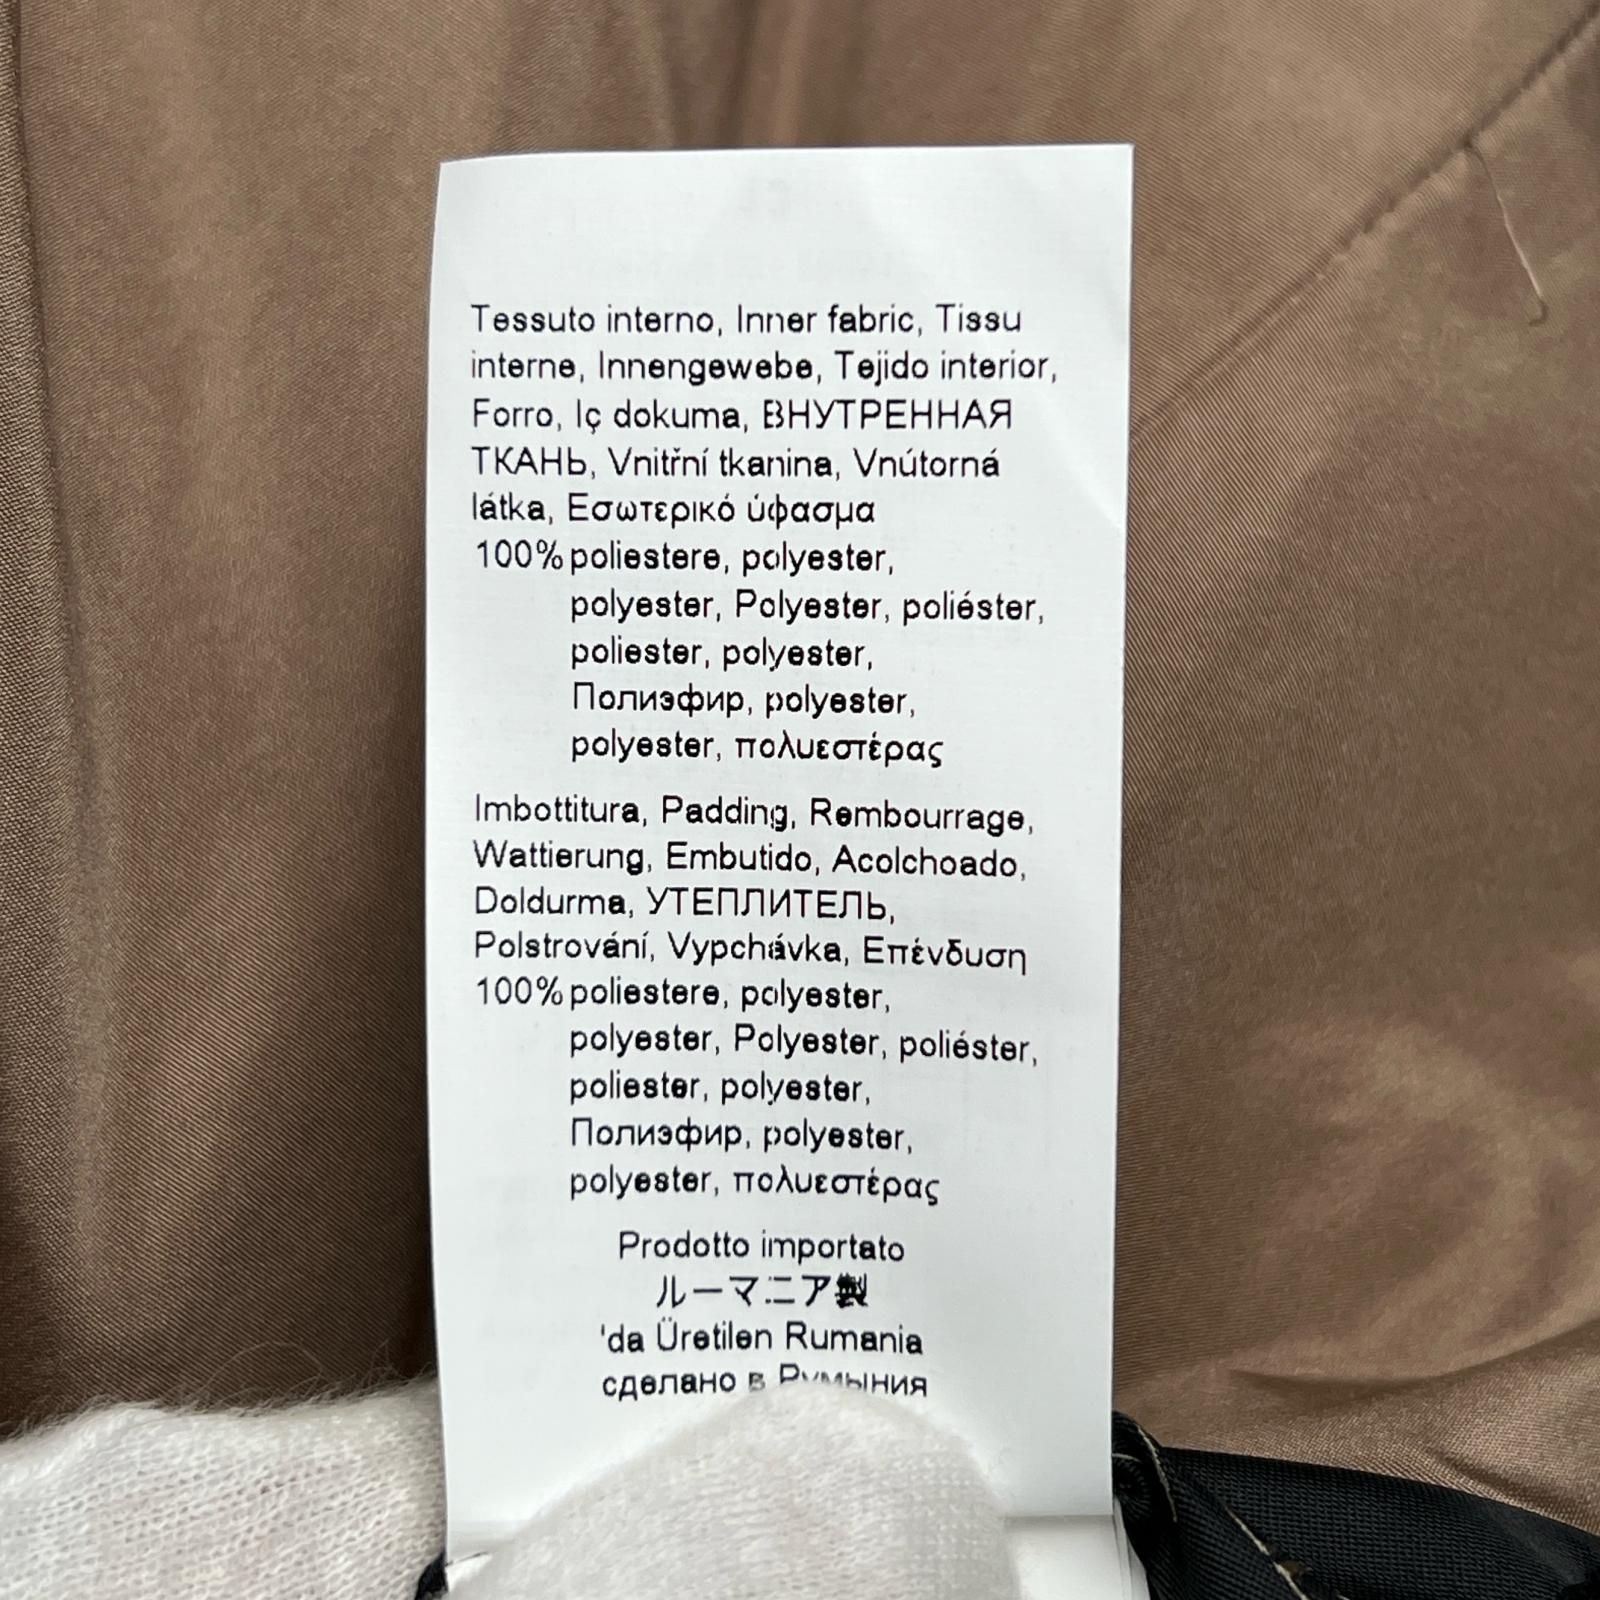 Tessuto interno, Inner fabric, Tissu
interne, Innengewebe, Tejido interior,
Forro, Iç dokuma, ВНУТРЕННАЯ
ТКАНЬ, Vnitřní tkanina, Vnútorná
látka, Εσωτερικό ύφασμα
100% poliestere, polyester,
polyester, Polyester, poliéster,
poliester, polyester,
Полиэфир, polyester,
polyester, πολυεστέρας
Imbottitura, Padding, Rembourrage,
Wattierung, Embutido, Acolchoado,
Doldurma, УТЕПЛИТЕЛЬ,
Polstrování, Vypchávka, Επένδυση
100% poliestere, polyester,
polyester, Polyester, poliéster,
poliester, polyester,
Полиэфир, polyester,
polyester, πολυεστέρας
Prodotto importato
ルーマニア製
'da Üretilen Rumania
сделано в Румыния